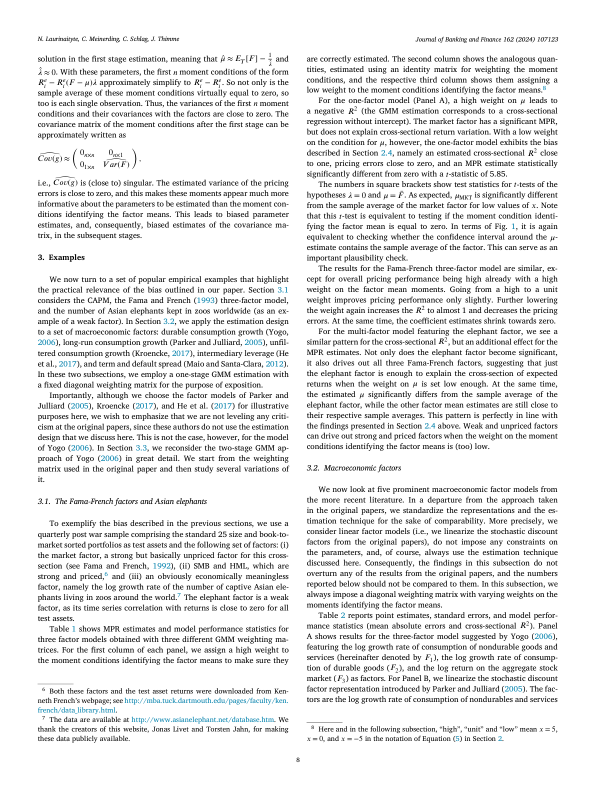 N. Laurinaityte, C. Meinerding, C. Schlag, J. Thimme
Journal of Banking and Finance 162 (2024) 107123
solution in the first stage estimation, meaning that μ̂ ≈ E_T[F] − 1/λ̂ and
λ̂ ≈ 0. With these parameters, the first n moment conditions of the form
R_i^e − R_i^e(F − μ)λ approximately simplify to R_i^e − R_i^e. So not only is the
sample average of these moment conditions virtually equal to zero, so
too is each single observation. Thus, the variances of the first n moment
conditions and their covariances with the factors are close to zero. The
covariance matrix of the moment conditions after the first stage can be
approximately written as
Cov(g) ≈ ( 0_{n×n} 0_{n×1}
0_{1×n} Var(F) ) ,
i.e., Cov(g) is (close to) singular. The estimated variance of the pricing
errors is close to zero, and this makes these moments appear much more
informative about the parameters to be estimated than the moment con-
ditions identifying the factor means. This leads to biased parameter
estimates, and, consequently, biased estimates of the covariance ma-
trix, in the subsequent stages.
3. Examples
We now turn to a set of popular empirical examples that highlight
the practical relevance of the bias outlined in our paper. Section 3.1
considers the CAPM, the Fama and French (1993) three-factor model,
and the number of Asian elephants kept in zoos worldwide (as an ex-
ample of a weak factor). In Section 3.2, we apply the estimation design
to a set of macroeconomic factors: durable consumption growth (Yogo,
2006), long-run consumption growth (Parker and Julliard, 2005), unfil-
tered consumption growth (Kroencke, 2017), intermediary leverage (He
et al., 2017), and term and default spread (Maio and Santa-Clara, 2012).
In these two subsections, we employ a one-stage GMM estimation with
a fixed diagonal weighting matrix for the purpose of exposition.
Importantly, although we choose the factor models of Parker and
Julliard (2005), Kroencke (2017), and He et al. (2017) for illustrative
purposes here, we wish to emphasize that we are not leveling any criti-
cism at the original papers, since these authors do not use the estimation
design that we discuss here. This is not the case, however, for the model
of Yogo (2006). In Section 3.3, we reconsider the two-stage GMM ap-
proach of Yogo (2006) in great detail. We start from the weighting
matrix used in the original paper and then study several variations of
it.
3.1. The Fama-French factors and Asian elephants
To exemplify the bias described in the previous sections, we use a
quarterly post war sample comprising the standard 25 size and book-to-
market sorted portfolios as test assets and the following set of factors: (i)
the market factor, a strong but basically unpriced factor for this cross-
section (see Fama and French, 1992), (ii) SMB and HML, which are
strong and priced,6 and (iii) an obviously economically meaningless
factor, namely the log growth rate of the number of captive Asian ele-
phants living in zoos around the world.7 The elephant factor is a weak
factor, as its time series correlation with returns is close to zero for all
test assets.
Table 1 shows MPR estimates and model performance statistics for
three factor models obtained with three different GMM weighting ma-
trices. For the first column of each panel, we assign a high weight to
the moment conditions identifying the factor means to make sure they
6 Both these factors and the test asset returns were downloaded from Ken-
neth French's webpage; see http://mba.tuck.dartmouth.edu/pages/faculty/ken.
french/data_library.html.
7 The data are available at http://www.asianelephant.net/database.htm. We
thank the creators of this website, Jonas Livet and Torsten Jahn, for making
these data publicly available.
are correctly estimated. The second column shows the analogous quan-
tities, estimated using an identity matrix for weighting the moment
conditions, and the respective third column shows them assigning a
low weight to the moment conditions identifying the factor means.8
For the one-factor model (Panel A), a high weight on μ leads to
a negative R² (the GMM estimation corresponds to a cross-sectional
regression without intercept). The market factor has a significant MPR,
but does not explain cross-sectional return variation. With a low weight
on the condition for μ, however, the one-factor model exhibits the bias
described in Section 2.4, namely an estimated cross-sectional R² close
to one, pricing errors close to zero, and an MPR estimate statistically
significantly different from zero with a t-statistic of 5.85.
The numbers in square brackets show test statistics for t-tests of the
hypotheses λ = 0 and μ = F̄. As expected, μ_MKT is significantly different
from the sample average of the market factor for low values of x. Note
that this t-test is equivalent to testing if the moment condition identi-
fying the factor mean is equal to zero. In terms of Fig. 1, it is again
equivalent to checking whether the confidence interval around the μ-
estimate contains the sample average of the factor. This can serve as an
important plausibility check.
The results for the Fama-French three-factor model are similar, ex-
cept for overall pricing performance being high already with a high
weight on the factor mean moments. Going from a high to a unit
weight improves pricing performance only slightly. Further lowering
the weight again increases the R² to almost 1 and decreases the pricing
errors. At the same time, the coefficient estimates shrink towards zero.
For the multi-factor model featuring the elephant factor, we see a
similar pattern for the cross-sectional R², but an additional effect for the
MPR estimates. Not only does the elephant factor become significant,
it also drives out all three Fama-French factors, suggesting that just
the elephant factor is enough to explain the cross-section of expected
returns when the weight on μ is set low enough. At the same time,
the estimated μ significantly differs from the sample average of the
elephant factor, while the other factor mean estimates are still close to
their respective sample averages. This pattern is perfectly in line with
the findings presented in Section 2.4 above. Weak and unpriced factors
can drive out strong and priced factors when the weight on the moment
conditions identifying the factor means is (too) low.
3.2. Macroeconomic factors
We now look at five prominent macroeconomic factor models from
the more recent literature. In a departure from the approach taken
in the original papers, we standardize the representations and the es-
timation technique for the sake of comparability. More precisely, we
consider linear factor models (i.e., we linearize the stochastic discount
factors from the original papers), do not impose any constraints on
the parameters, and, of course, always use the estimation technique
discussed here. Consequently, the findings in this subsection do not
overturn any of the results from the original papers, and the numbers
reported below should not be compared to them. In this subsection, we
always impose a diagonal weighting matrix with varying weights on the
moments identifying the factor means.
Table 2 reports point estimates, standard errors, and model perfor-
mance statistics (mean absolute errors and cross-sectional R²). Panel
A shows results for the three-factor model suggested by Yogo (2006),
featuring the log growth rate of consumption of nondurable goods and
services (hereinafter denoted by F₁), the log growth rate of consump-
tion of durable goods (F₂), and the log return on the aggregate stock
market (F₃) as factors. For Panel B, we linearize the stochastic discount
factor representation introduced by Parker and Julliard (2005). The fac-
tors are the log growth rate of consumption of nondurables and services
8 Here and in the following subsection, "high", "unit" and "low" mean x = 5,
x = 0, and x = −5 in the notation of Equation (5) in Section 2.
8